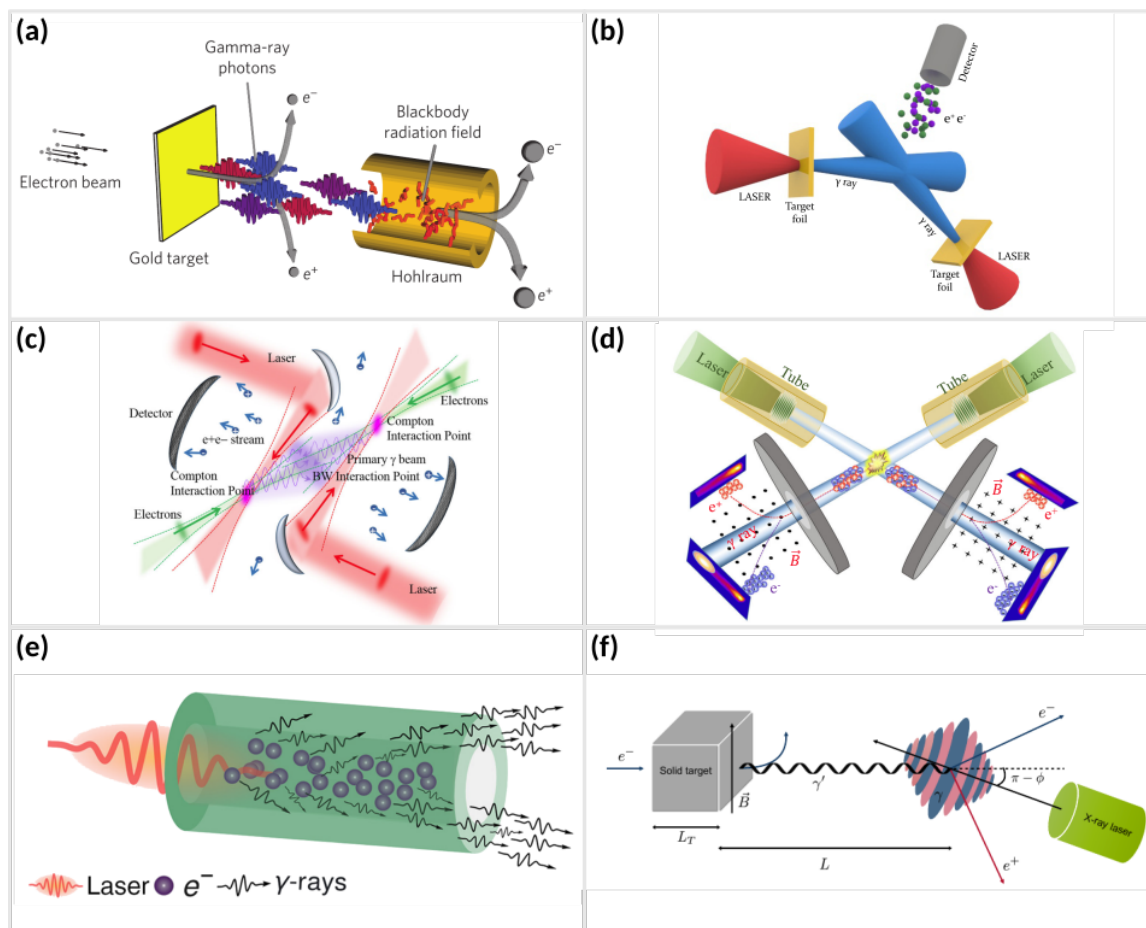 (a)
Gamma-ray
photons
e⁻
Blackbody
radiation field
e⁻
Electron beam
Gold target
e⁺
Hohlraum
e⁺
(b)
Detector
e⁺ e⁻
LASER
Target
foil
γ ray
γ ray
Target
foil
LASER
(c)
Laser
Electrons
Detector
e+e− stream
Compton
Interaction Point
Primary γ beam
BW Interaction Point
Compton
Interaction Point
Electrons
Laser
(d)
Laser
Tube
Tube
Laser
e⁺
B⃗
γ ray
B⃗
e⁻
B⃗
e⁺
γ ray
e⁻
(e)
Laser e⁻ γ-rays
(f)
e⁻
e⁻
Solid target
B⃗
γ′
γ
π − ϕ
X-ray laser
L_T
L
e⁺